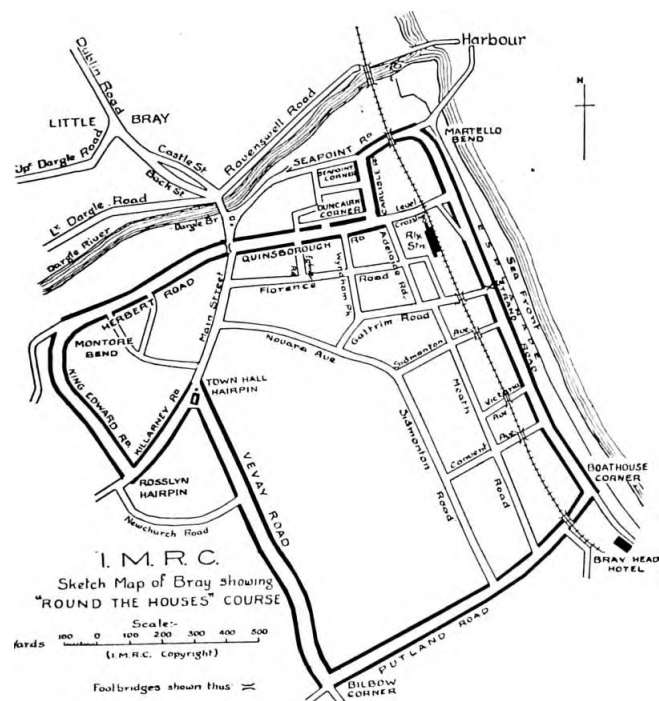 Harbour
Dublin Road
N
LITTLE BRAY
MARTELLO
BEND
Castle St
Ravenswell Road
SEAPOINT RD
Up' Dargle Road
Back St
SEAPOINT
CORNER
DUNCAIRN
CORNER
Level
Crossing
Lr Dargle Road
Dargle River
Dargle Br
Rly
Stn
QUINSBOROUGH RD
Adelaide Rd.
Wyndham Pk
Florence Road
ESPLANADE
Sea Front
STRAND ROAD
HERBERT ROAD
Main Street
MONTORE
BEND
Galtrim Road
Novara Ave
Sidmonton Ave
TOWN HALL
HAIRPIN
KING EDWARD RD
KILLARNEY RD
Sidmonton Road
Meath Road
Victoria Ave
Convent Ave
BOATHOUSE
CORNER
ROSSLYN
HAIRPIN
VEVAY ROAD
Newchurch Road
BRAY HEAD
HOTEL
I. M. R. C.
Sketch Map of Bray showing
"ROUND THE HOUSES" COURSE
Scale:-
Yards 100 0 100 200 300 400 500
(I.M.R.C. Copyright)
PUTLAND ROAD
Footbridges shown thus
BILBOW
CORNER